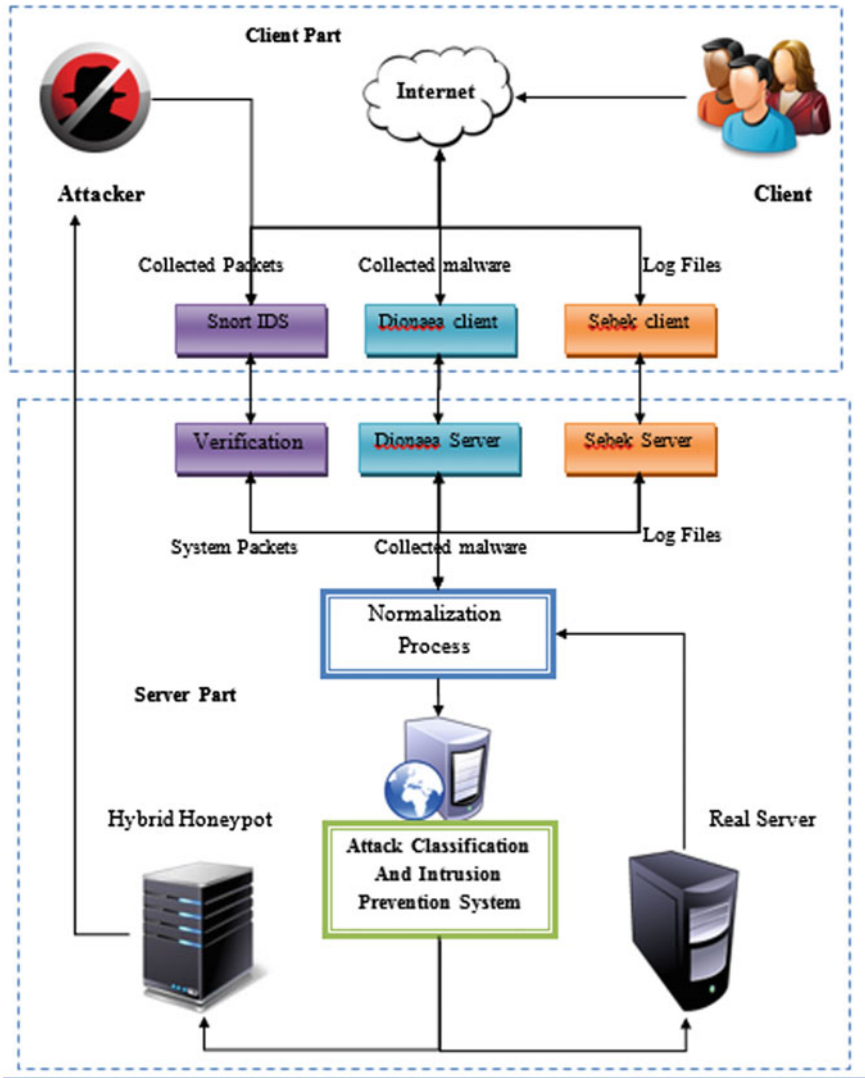 Client Part
Internet
Attacker
Client
Collected Packets
Collected malware
Log Files
Snort IDS
Dionaea client
Sebek client
Verification
Dionaea Server
Sebek Server
System Packets
Collected malware
Log Files
Normalization
Process
Server Part
Hybrid Honeypot
Real Server
Attack Classification
And Intrusion
Prevention System